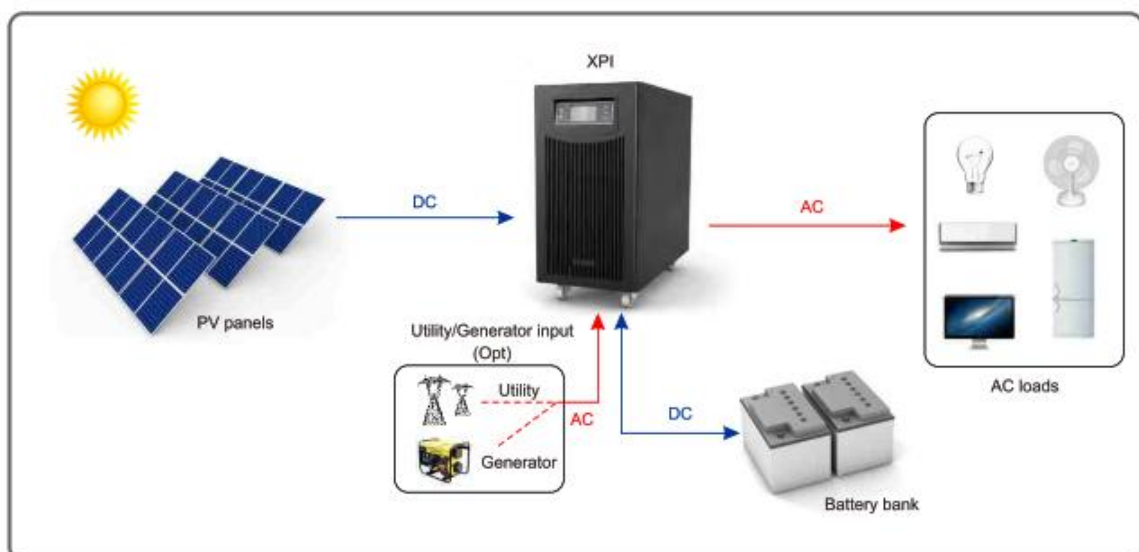 XPI
DC
AC
PV panels
Utility/Generator input
(Opt)
Utility
AC
Generator
DC
AC loads
Battery bank